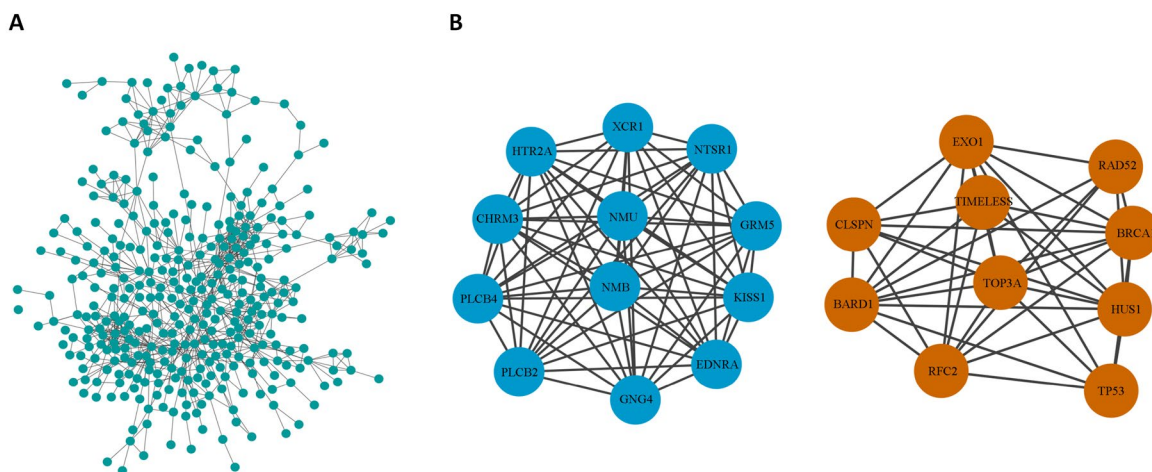 A
B
XCR1
HTR2A
NTSR1
CHRM3
NMU
GRM5
PLCB4
NMB
KISS1
PLCB2
EDNRA
GNG4
EXO1
RAD52
TIMELESS
CLSPN
BRCA
TOP3A
BARD1
HUS1
RFC2
TP53